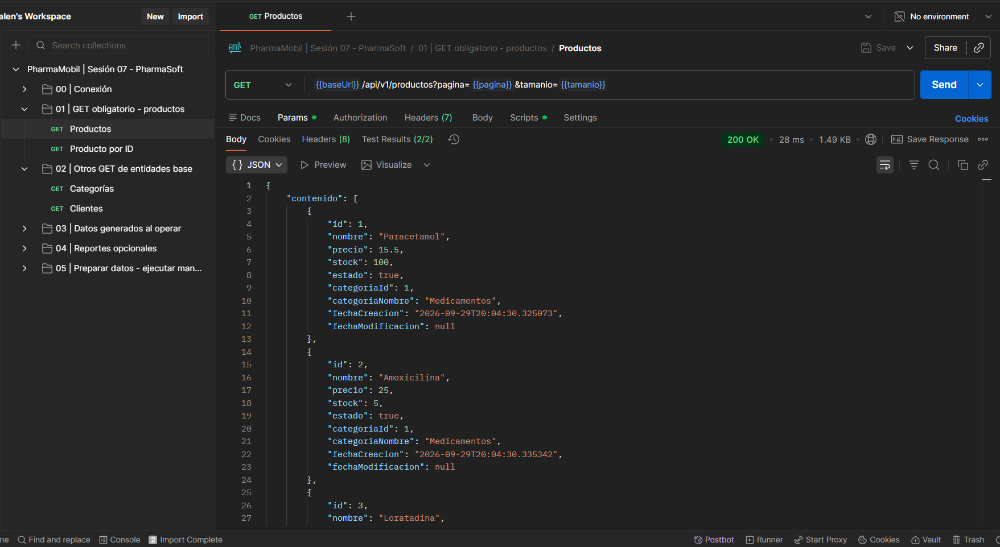 alen's Workspace
New
Import
Search collections
PharmaMobil | Sesión 07 - PharmaSoft
00 | Conexión
01 | GET obligatorio - productos
GET Productos
GET Producto por ID
02 | Otros GET de entidades base
GET Categorías
GET Clientes
03 | Datos generados al operar
04 | Reportes opcionales
05 | Preparar datos - ejecutar man...
GET Productos
No environment
HTTP PharmaMobil | Sesión 07 - PharmaSoft / 01 | GET obligatorio - productos / Productos
Save
Share
GET
{{baseUrl}} /api/v1/productos?pagina= {{pagina}} &tamanio= {{tamanio}}
Send
Docs Params Authorization Headers (7) Body Scripts Settings
Cookies
Body Cookies Headers (8) Test Results (2/2)
200 OK • 28 ms • 1.49 KB • e.g. Save Response
{} JSON Preview Visualize
1 {
2 "contenido": [
3 {
4 "id": 1,
5 "nombre": "Paracetamol",
6 "precio": 15.5,
7 "stock": 100,
8 "estado": true,
9 "categoriaId": 1,
10 "categoriaNombre": "Medicamentos",
11 "fechaCreacion": "2026-09-29T20:04:30.325073",
12 "fechaModificacion": null
13 },
14 {
15 "id": 2,
16 "nombre": "Amoxicilina",
17 "precio": 25,
18 "stock": 5,
19 "estado": true,
20 "categoriaId": 1,
21 "categoriaNombre": "Medicamentos",
22 "fechaCreacion": "2026-09-29T20:04:30.335342",
23 "fechaModificacion": null
24 },
25 {
26 "id": 3,
27 "nombre": "Loratadina",
ne Find and replace Console 2 Import Complete
Postbot Runner Start Proxy Cookies Vault Trash